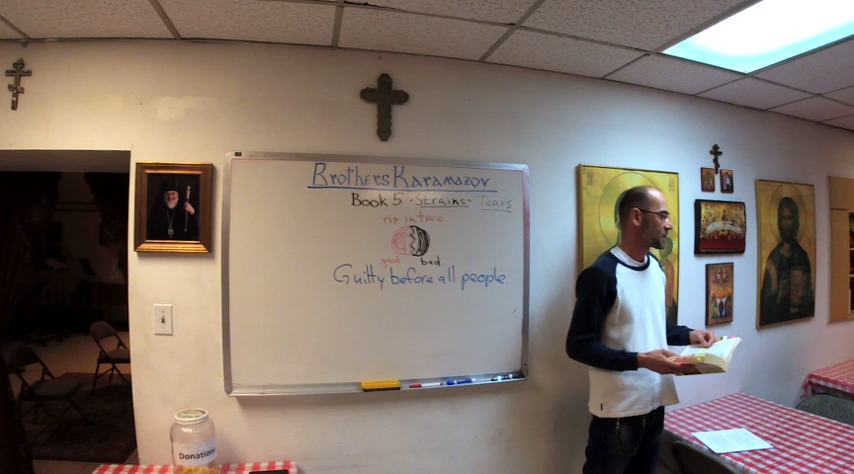 Brothers Karamazov
Book 5 - Strains - Tears
rip in two
good bad
Guilty before all people.
Donations